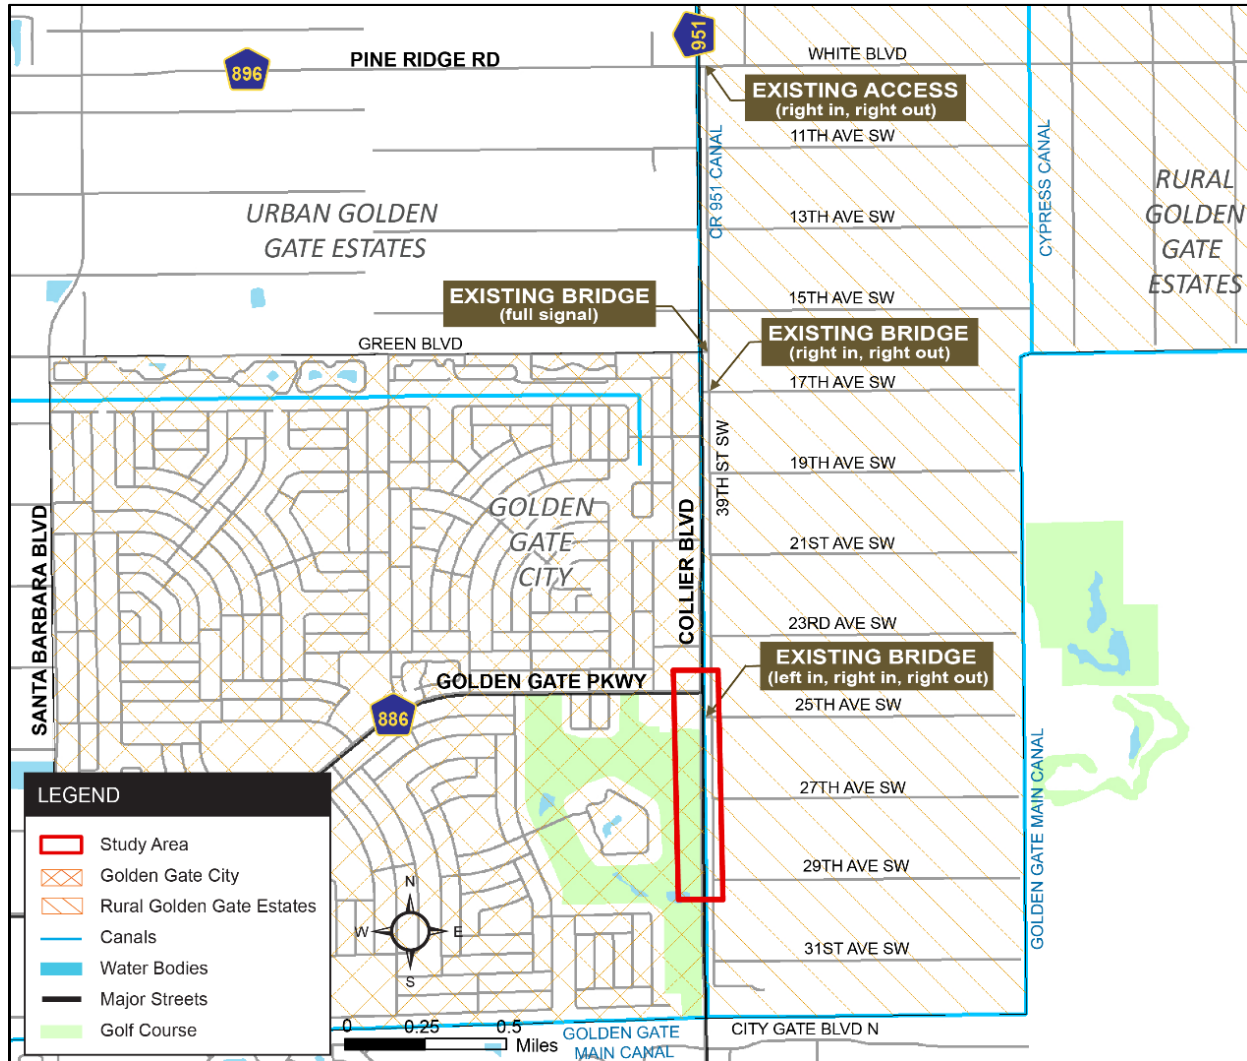 951
PINE RIDGE RD
WHITE BLVD
896
EXISTING ACCESS
(right in, right out)
11TH AVE SW
CR 951 CANAL
CYPRESS CANAL
RURAL
GOLDEN
GATE
ESTATES
URBAN GOLDEN
GATE ESTATES
13TH AVE SW
EXISTING BRIDGE
(full signal)
15TH AVE SW
GREEN BLVD
EXISTING BRIDGE
(right in, right out)
17TH AVE SW
39TH ST SW
19TH AVE SW
GOLDEN
GATE
CITY
SANTA BARBARA BLVD
COLLIER BLVD
21ST AVE SW
23RD AVE SW
EXISTING BRIDGE
(left in, right in, right out)
GOLDEN GATE PKWY
886
25TH AVE SW
GOLDEN GATE MAIN CANAL
27TH AVE SW
29TH AVE SW
31ST AVE SW
LEGEND
Study Area
Golden Gate City
Rural Golden Gate Estates
Canals
Water Bodies
Major Streets
Golf Course
N
W
E
S
0 0.25 0.5
Miles
GOLDEN GATE
MAIN CANAL
CITY GATE BLVD N